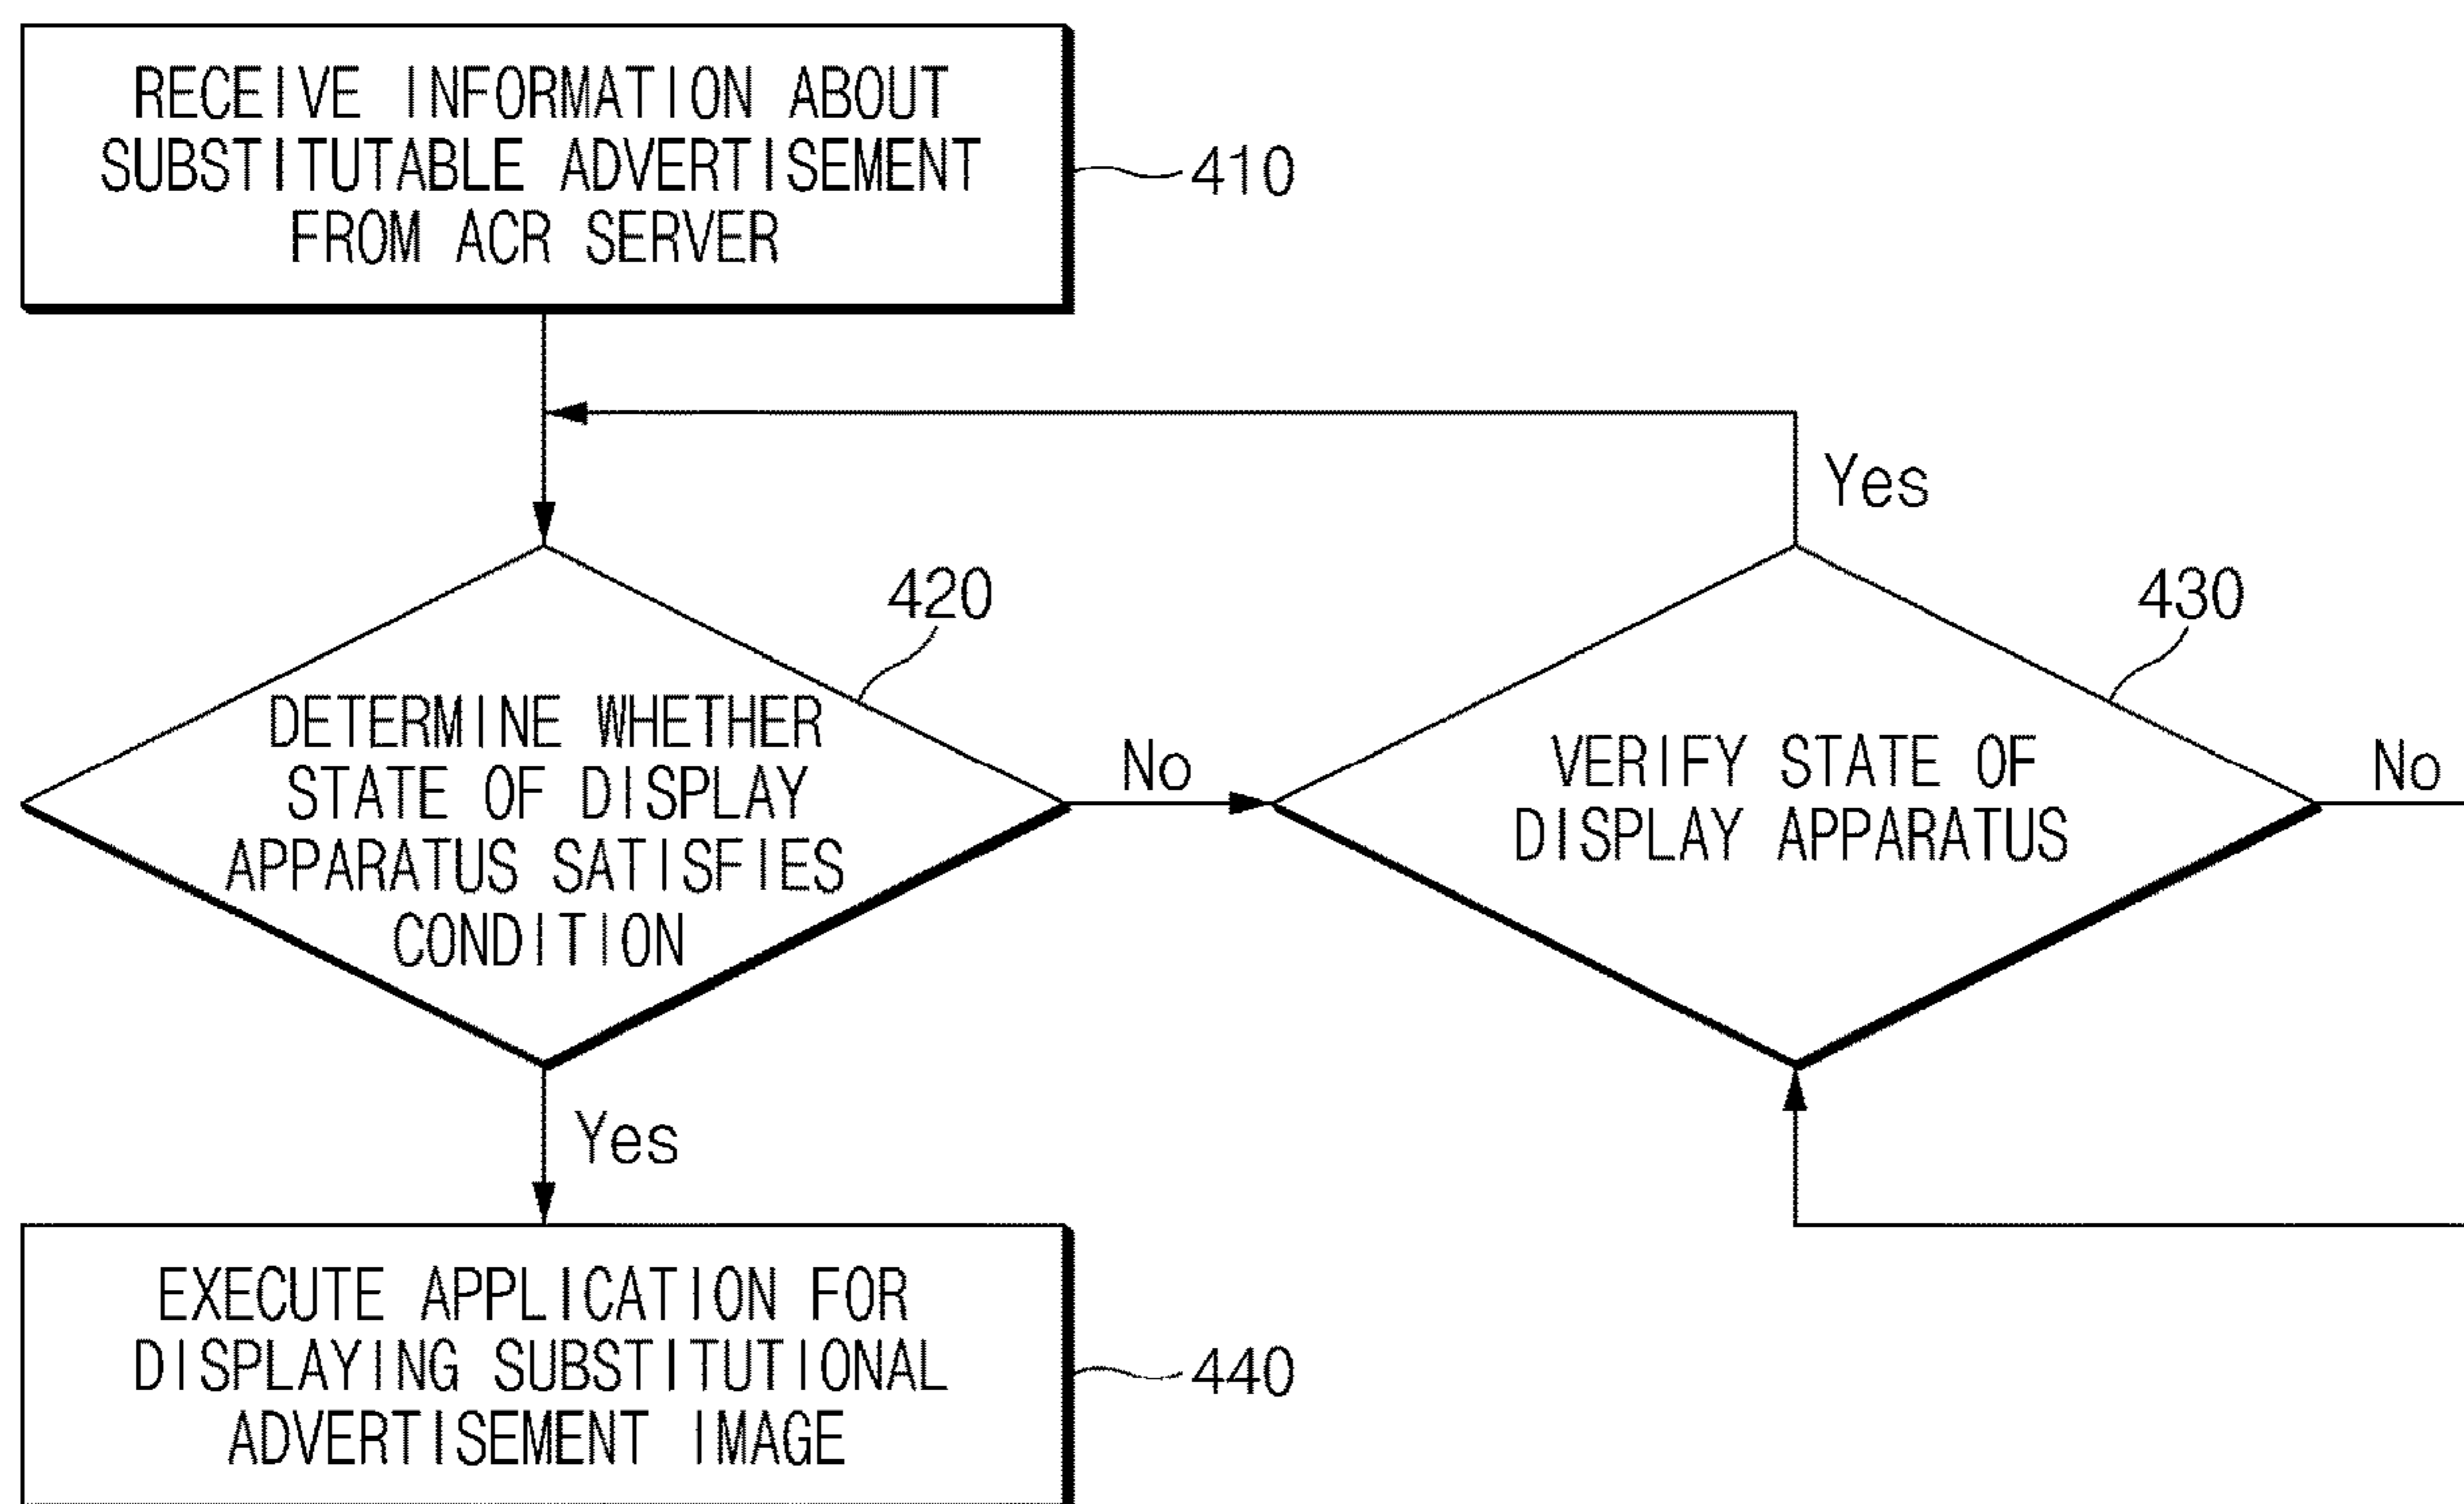 RECEIVE INFORMATION ABOUT
SUBSTITUTABLE ADVERTISEMENT
FROM ACR SERVER
410
Yes
420
430
DETERMINE WHETHER
STATE OF DISPLAY
APPARATUS SATISFIES
CONDITION
No
VERIFY STATE OF
DISPLAY APPARATUS
No
Yes
EXECUTE APPLICATION FOR
DISPLAYING SUBSTITUTIONAL
ADVERTISEMENT IMAGE
440